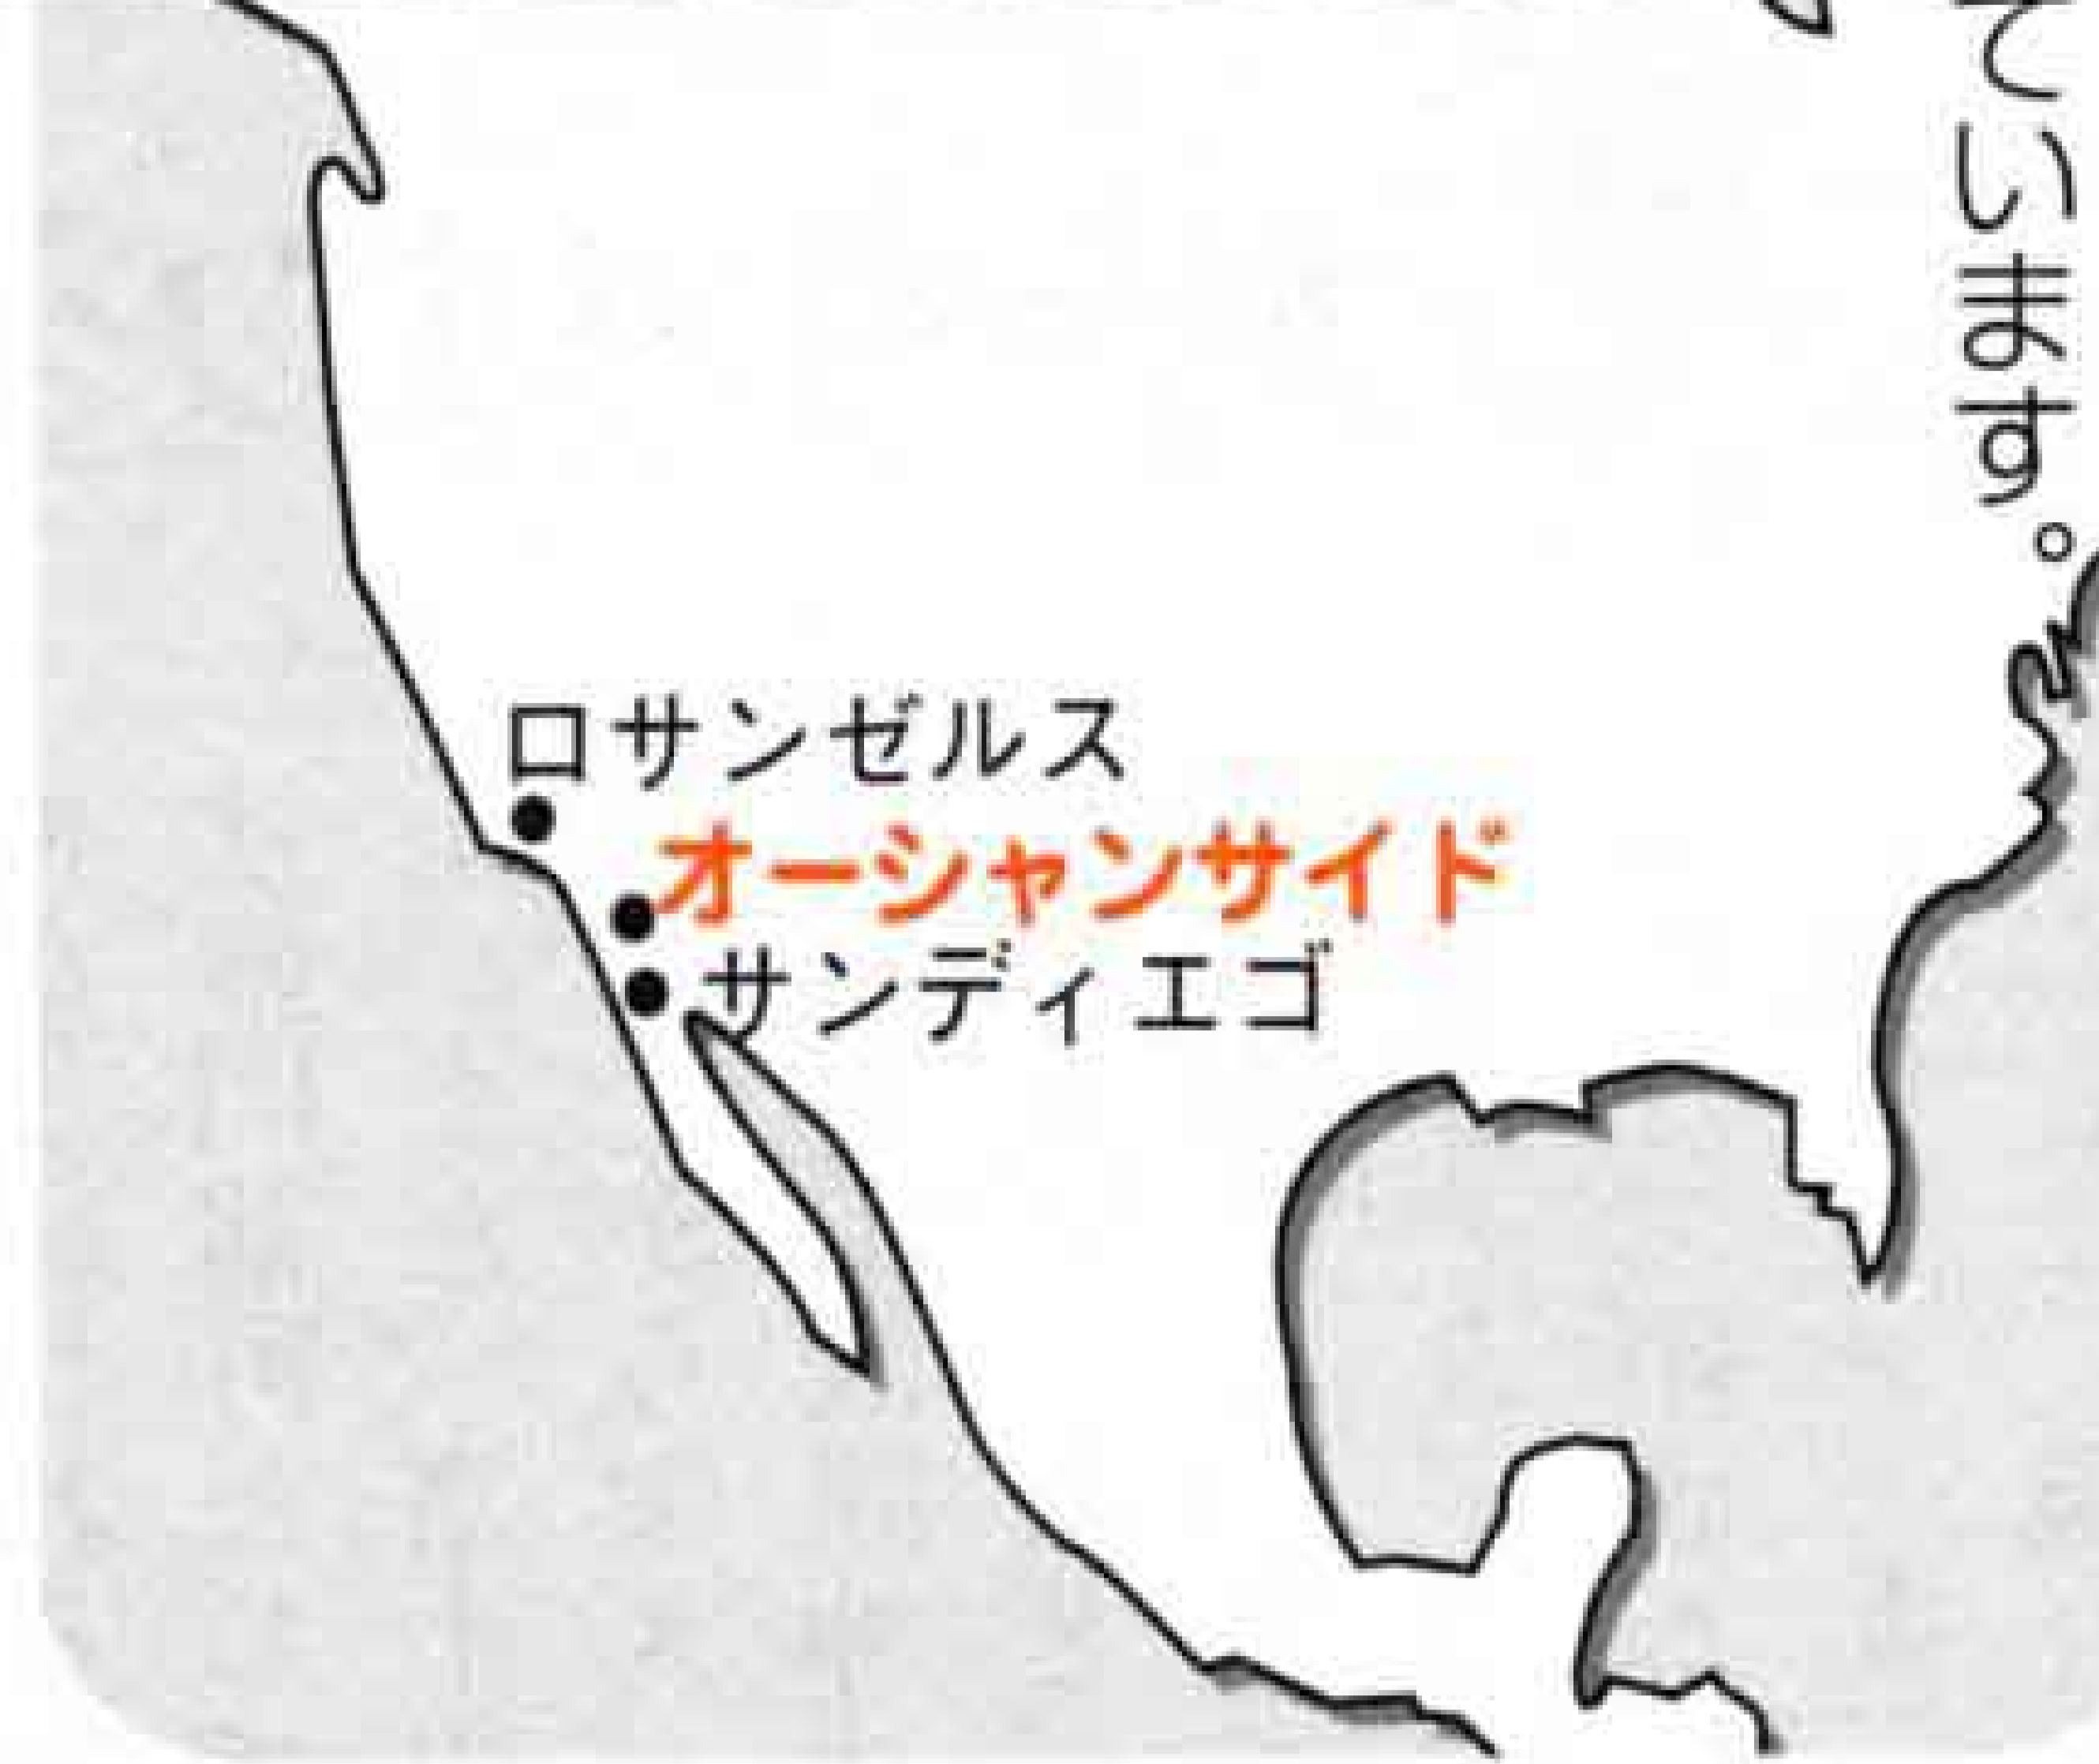 ています。
ロサンゼルス
オーシャンサイド
サンディエゴ